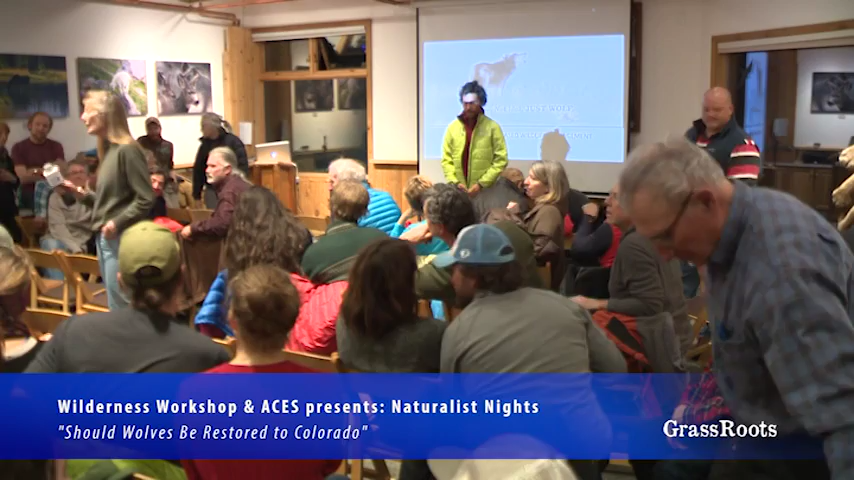 Wilderness Workshop & ACES presents: Naturalist Nights
"Should Wolves Be Restored to Colorado"
GrassRoots